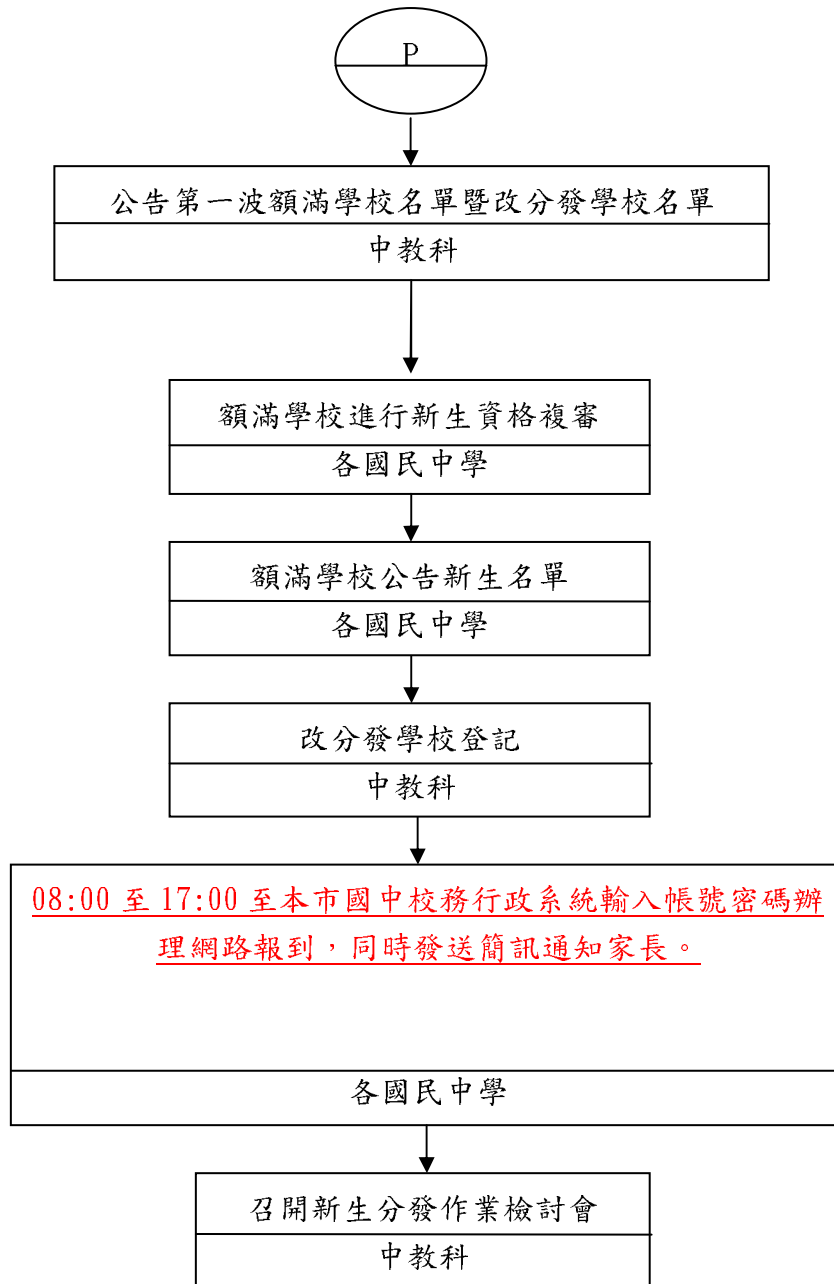 P
公告第一波額滿學校名單暨改分發學校名單
中教科
額滿學校進行新生資格複審
各國民中學
額滿學校公告新生名單
各國民中學
改分發學校登記
中教科
08:00 至 17:00 至本市國中校務行政系統輸入帳號密碼辦
理網路報到，同時發送簡訊通知家長。
各國民中學
召開新生分發作業檢討會
中教科